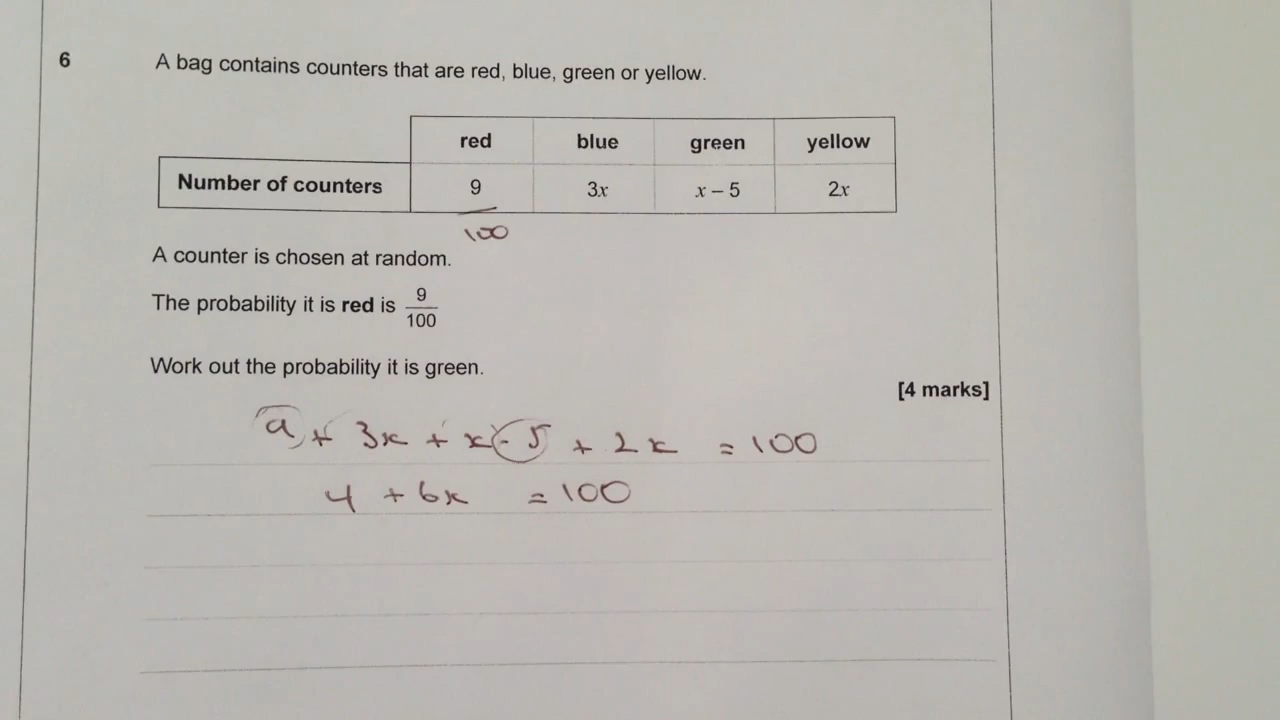 6 A bag contains counters that are red, blue, green or yellow.
red blue green yellow
Number of counters 9 3x x – 5 2x
100
A counter is chosen at random.
The probability it is red is 9/100
Work out the probability it is green.
[4 marks]
9 + 3x + x - 5 + 2x = 100
4 + 6x = 100